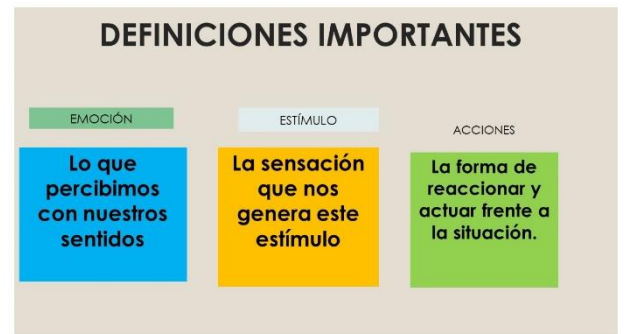 DEFINICIONES IMPORTANTES
EMOCIÓN
Lo que
percibimos
con nuestros
sentidos
ESTÍMULO
La sensación
que nos
genera este
estímulo
ACCIONES
La forma de
reaccionar y
actuar frente a
la situación.